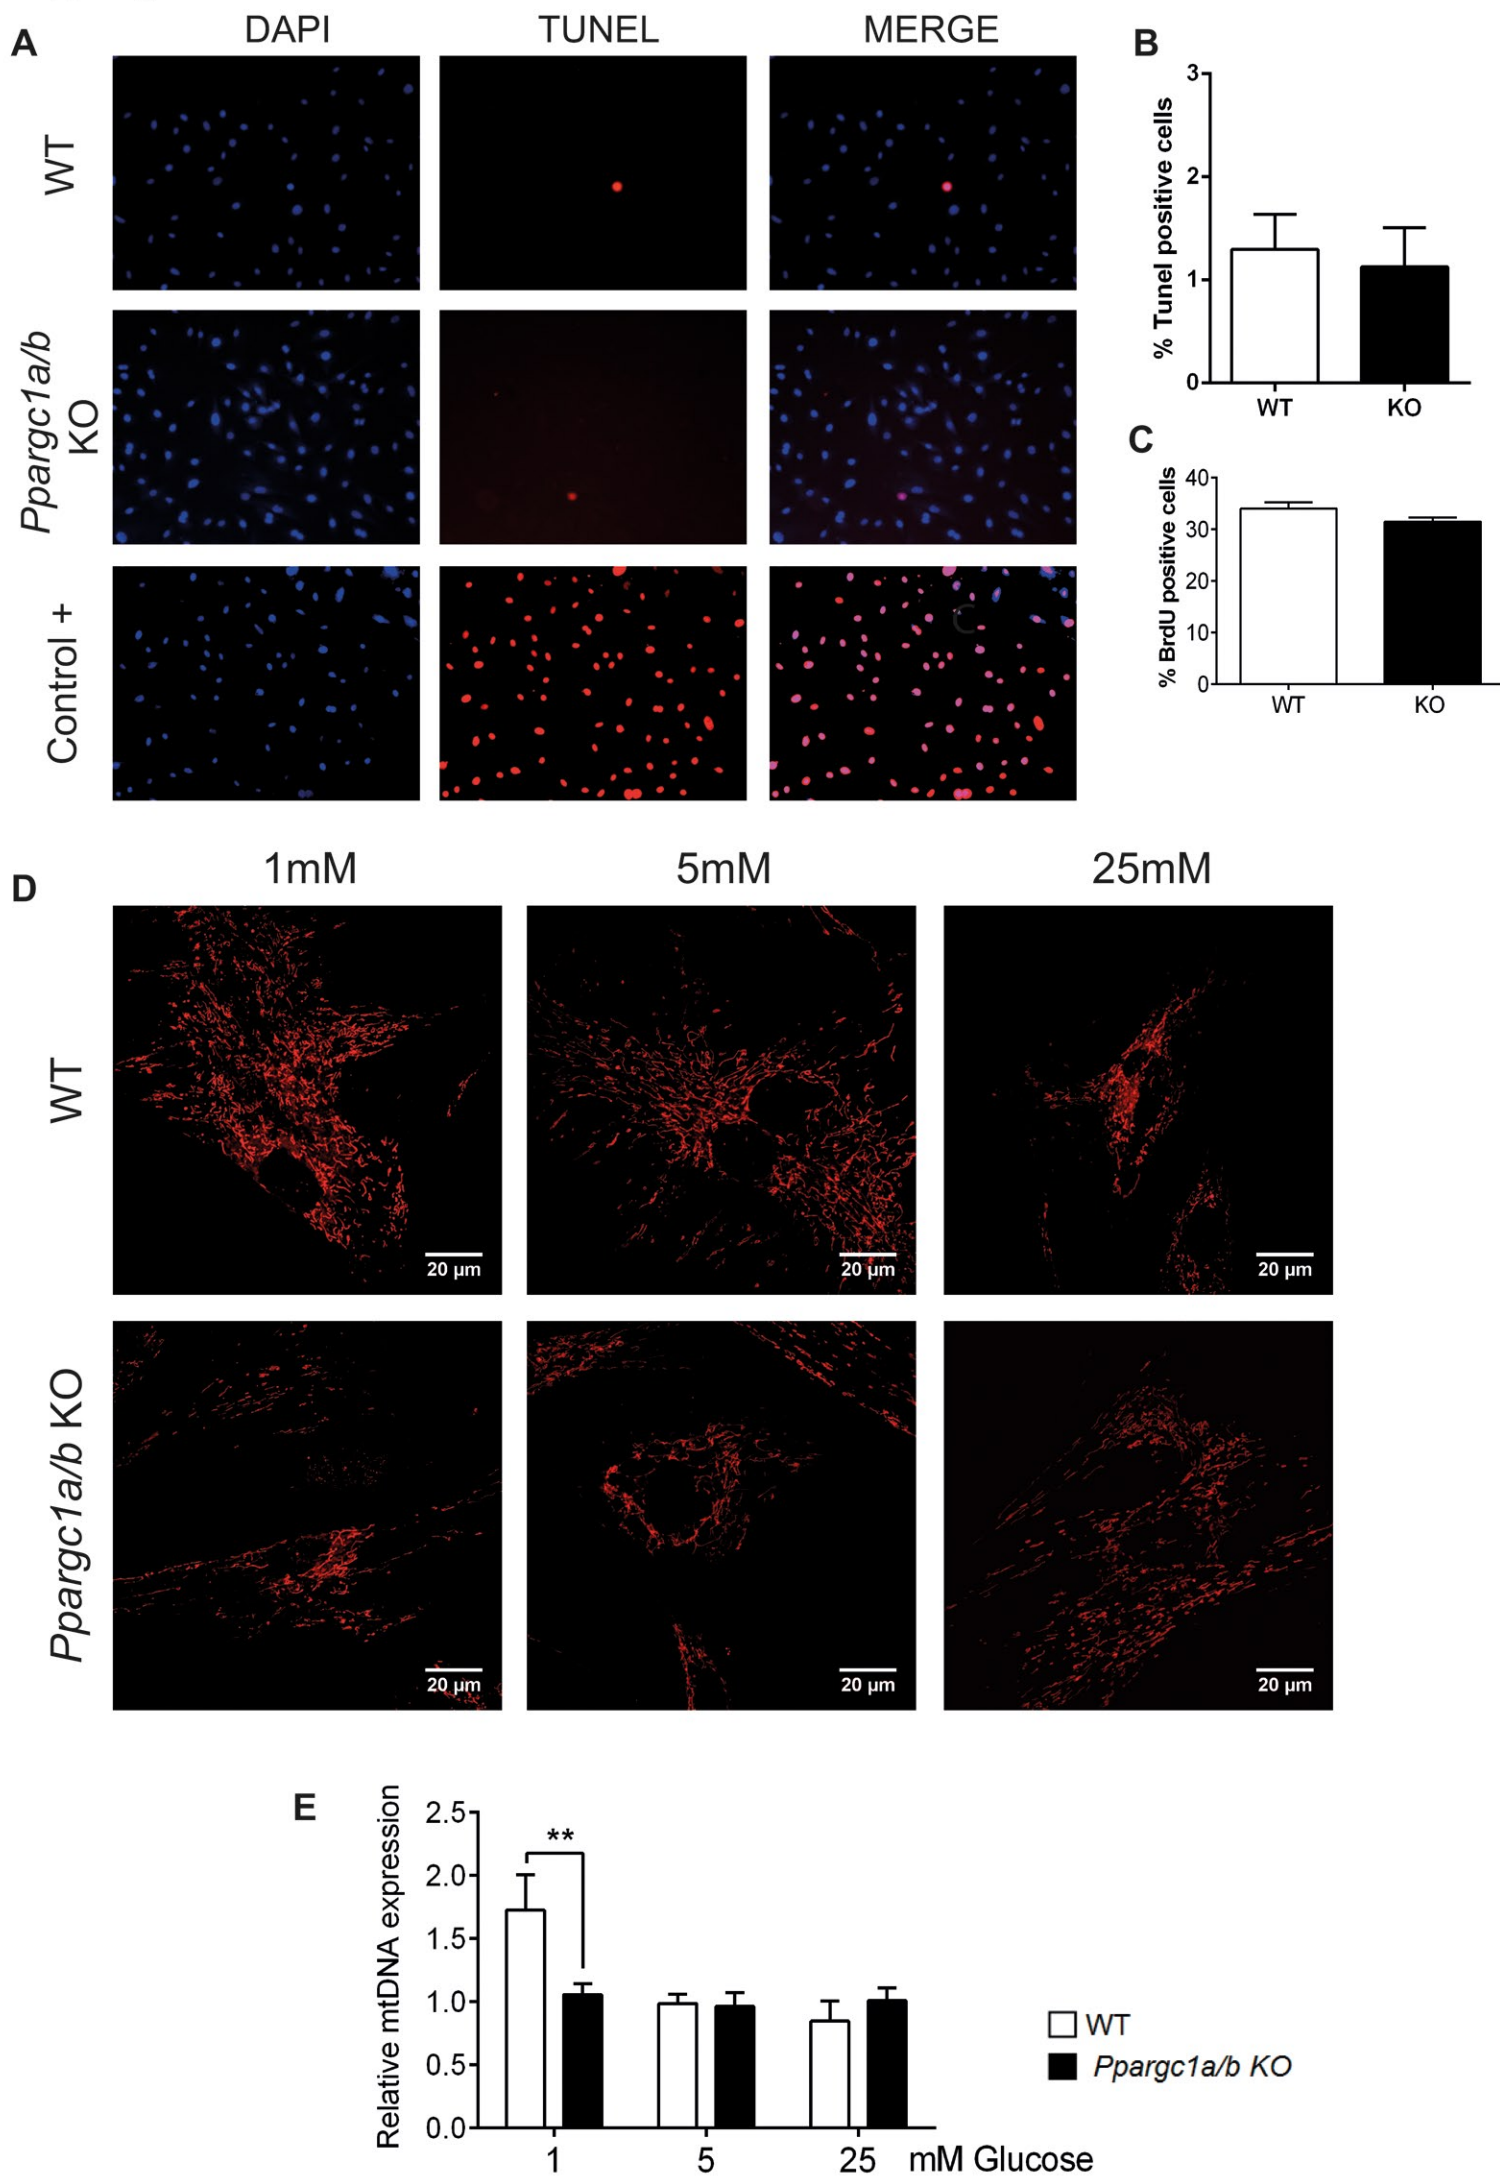 A
DAPI
TUNEL
MERGE
WT
Ppargc1a/b
KO
Control +
B
% Tunel positive cells
3
2
1
0
WT
KO
C
% BrdU positive cells
40
30
20
10
0
WT
KO
D
1mM
5mM
25mM
WT
20 µm
20 µm
20 µm
Ppargc1a/b KO
20 µm
20 µm
20 µm
E
Relative mtDNA expression
2.5
2.0
1.5
1.0
0.5
0.0
**
1
5
25
mM Glucose
WT
Ppargc1a/b KO